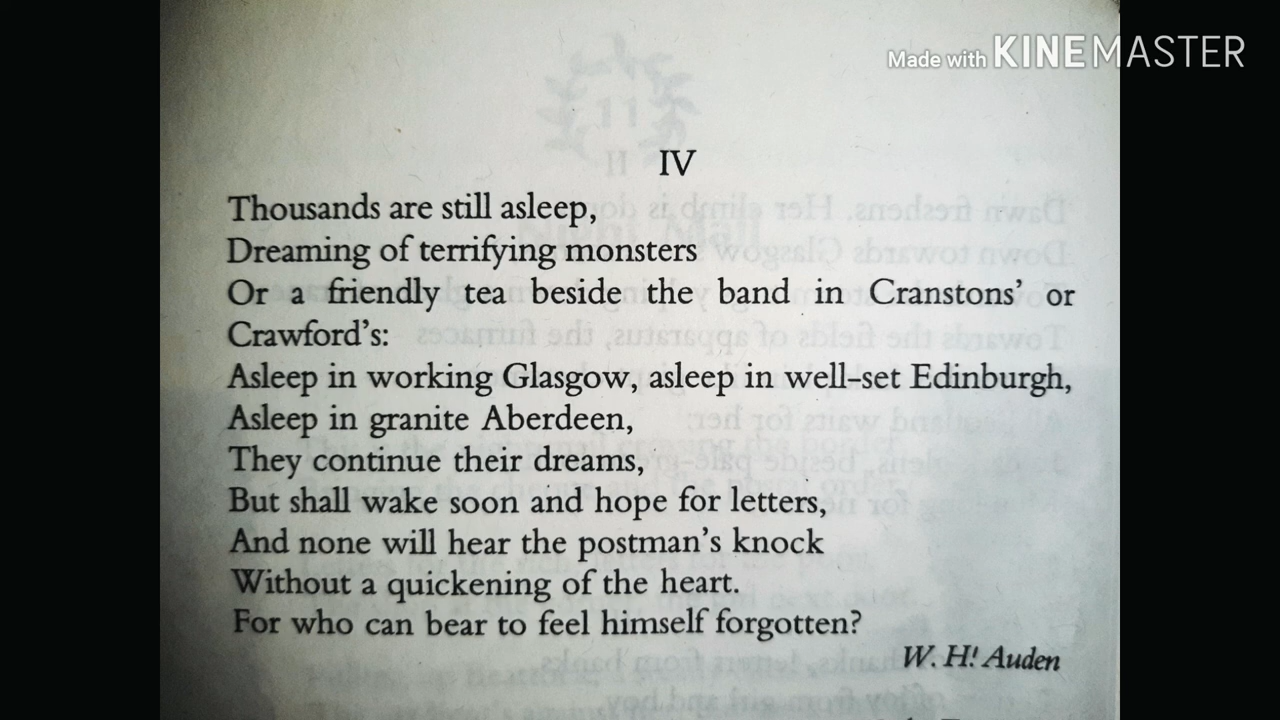 Made with KINEMASTER
11
II
IV
Thousands are still asleep,
Dreaming of terrifying monsters
Or a friendly tea beside the band in Cranstons' or
Crawford's:
Asleep in working Glasgow, asleep in well-set Edinburgh,
Asleep in granite Aberdeen,
They continue their dreams,
But shall wake soon and hope for letters,
And none will hear the postman's knock
Without a quickening of the heart.
For who can bear to feel himself forgotten?
W. H! Auden